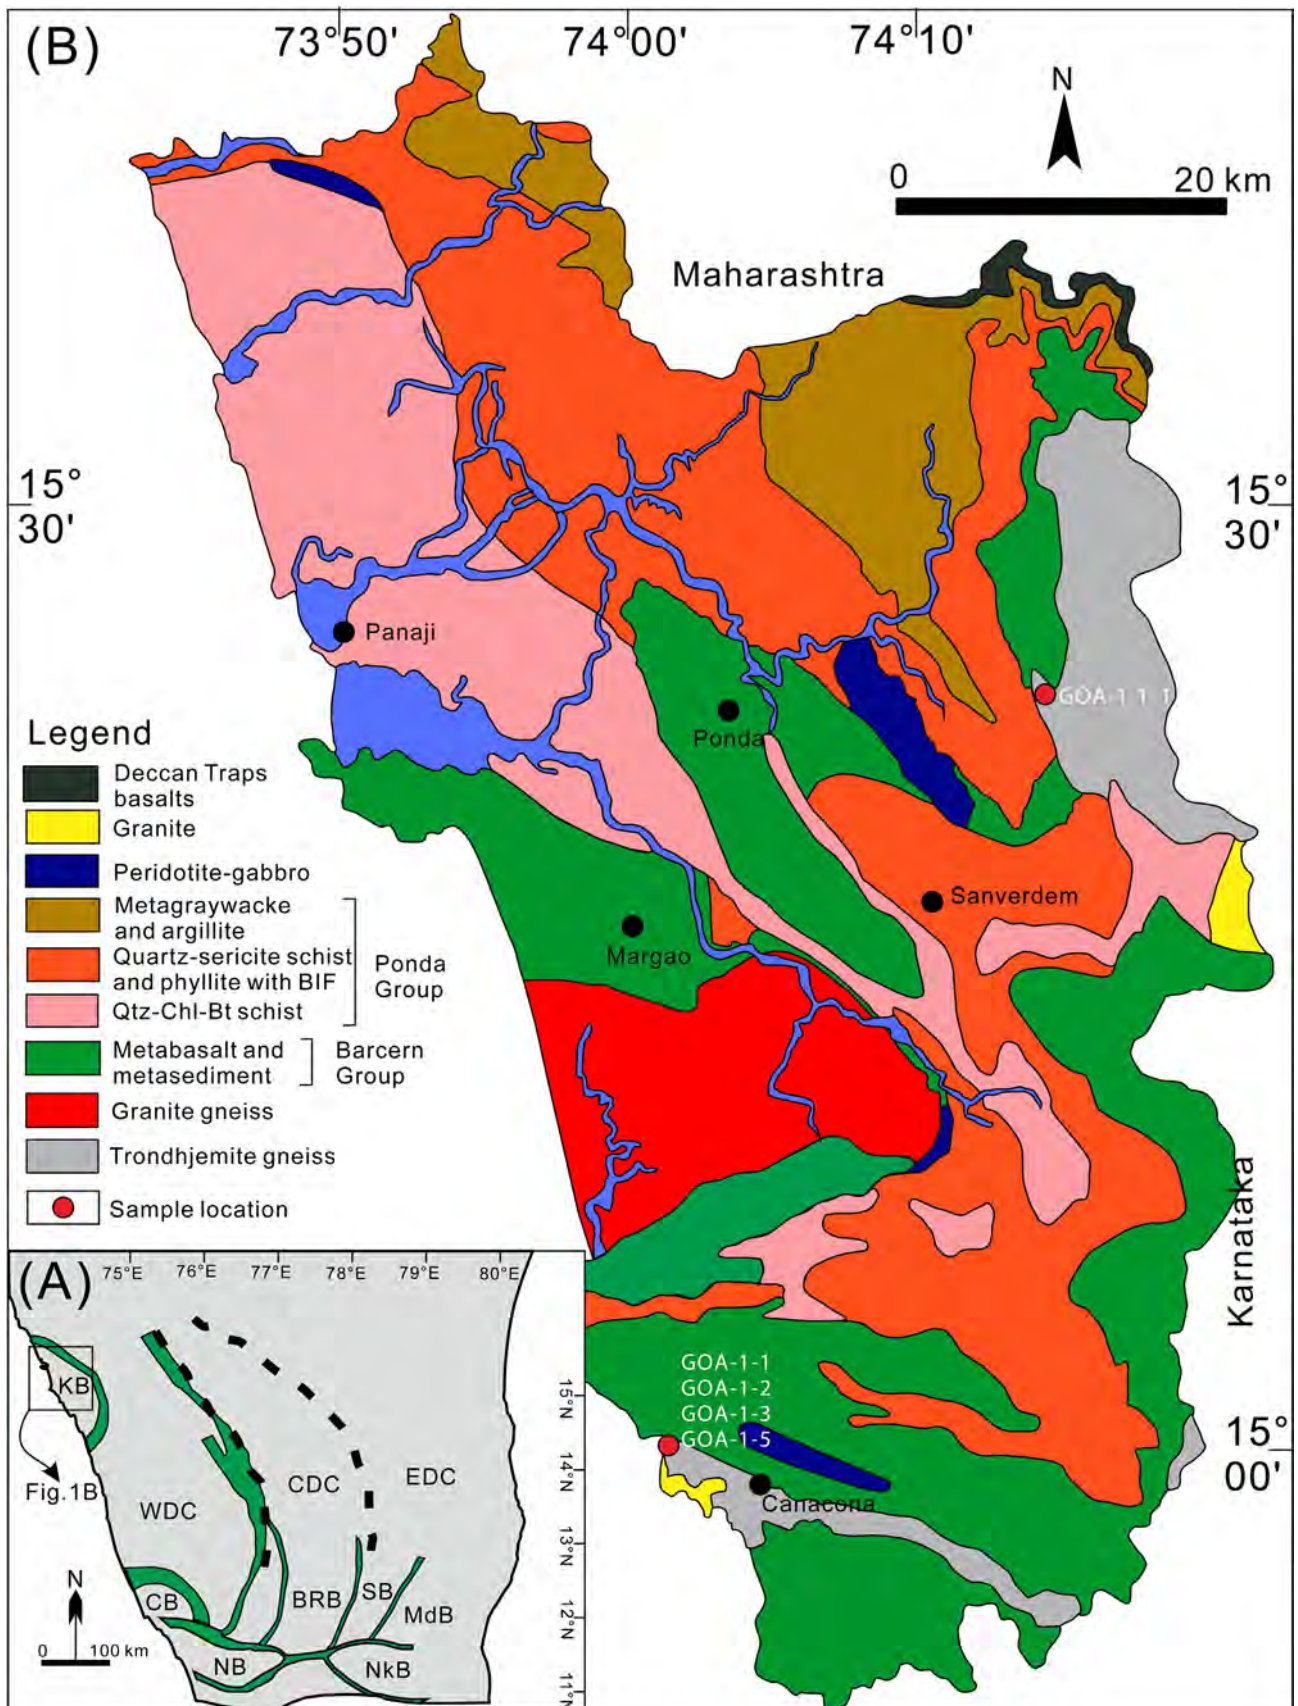 (B)
73°50'
74°00'
74°10'
N
0
20 km
Maharashtra
15°
30'
15°
30'
Panaji
GOA-1 1 1
Ponda
Legend
Deccan Traps
basalts
Granite
Peridotite-gabbro
Metagraywacke
and argillite
Quartz-sericite schist
and phyllite with BIF
Qtz-Chl-Bt schist
Ponda
Group
Metabasalt and
metasediment
Barcern
Group
Granite gneiss
Trondhjemite gneiss
Sample location
Sanverdem
Margao
Karnataka
GOA-1-1
GOA-1-2
GOA-1-3
GOA-1-5
15°
00'
Canacona
(A)
75°E
76°E
77°E
78°E
79°E
80°E
KB
Fig.1B
WDC
CDC
EDC
15°N
14°N
13°N
12°N
11°N
CB
BRB
SB
MdB
NB
NkB
N
0
100 km